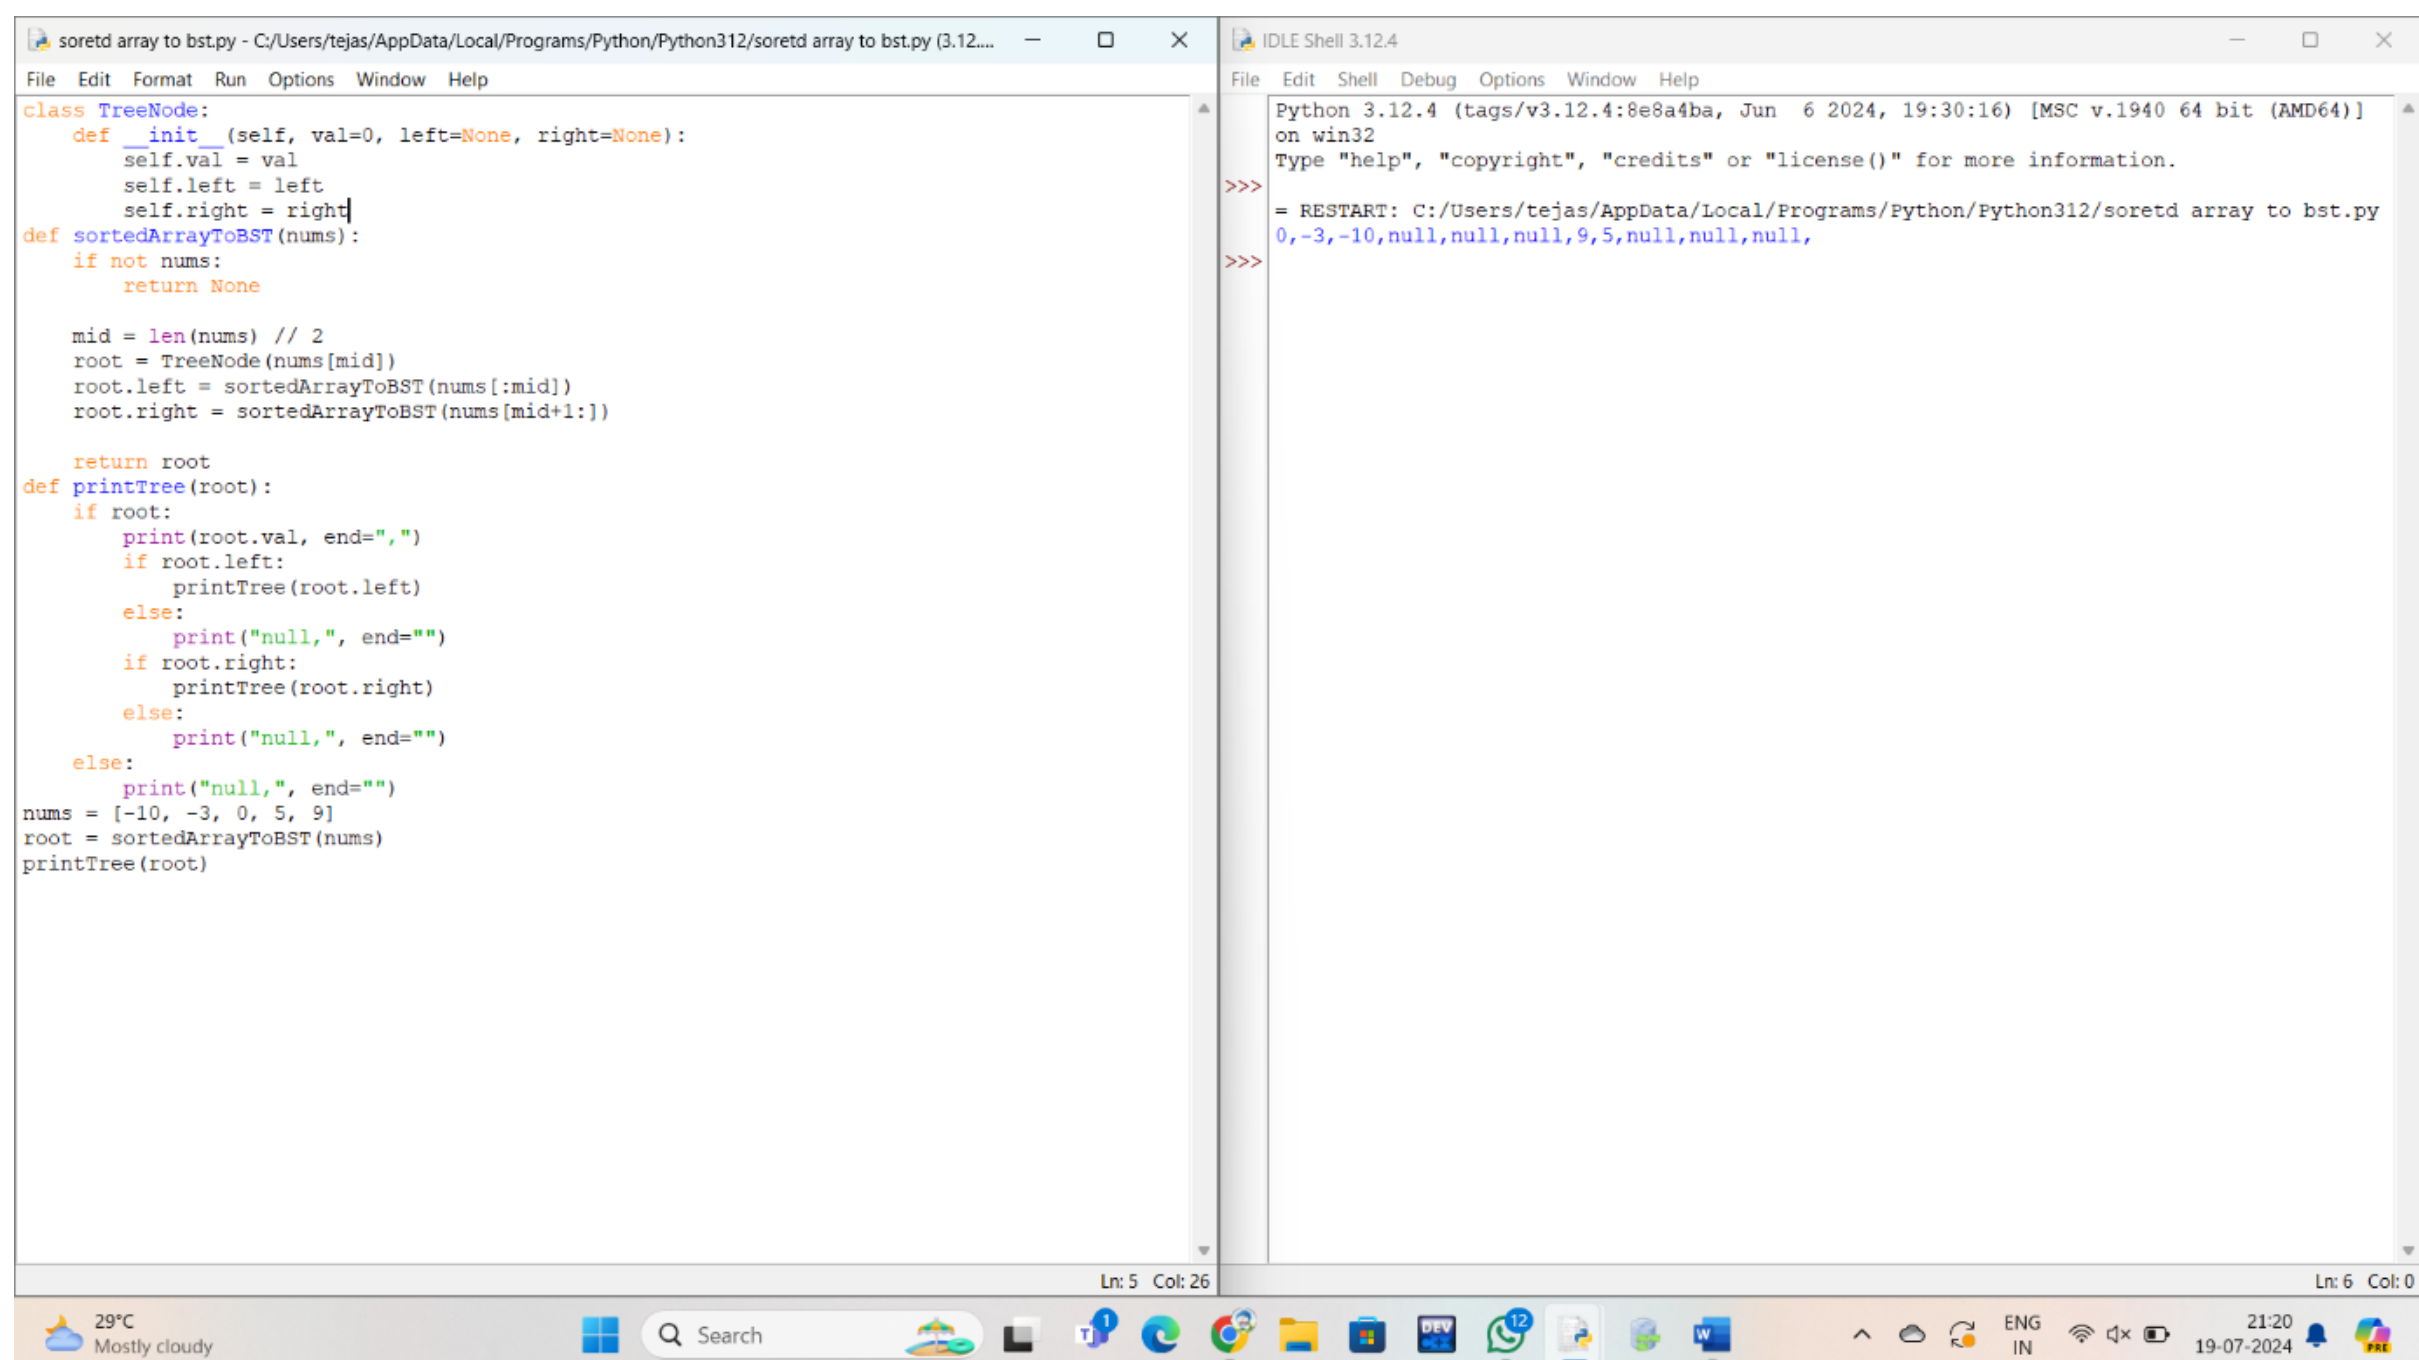 soretd array to bst.py - C:/Users/tejas/AppData/Local/Programs/Python/Python312/soretd array to bst.py (3.12....
File Edit Format Run Options Window Help
class TreeNode:
    def __init__(self, val=0, left=None, right=None):
        self.val = val
        self.left = left
        self.right = right
def sortedArrayToBST(nums):
    if not nums:
        return None

    mid = len(nums) // 2
    root = TreeNode(nums[mid])
    root.left = sortedArrayToBST(nums[:mid])
    root.right = sortedArrayToBST(nums[mid+1:])

    return root
def printTree(root):
    if root:
        print(root.val, end=",")
        if root.left:
            printTree(root.left)
        else:
            print("null,", end="")
        if root.right:
            printTree(root.right)
        else:
            print("null,", end="")
    else:
        print("null,", end="")
nums = [-10, -3, 0, 5, 9]
root = sortedArrayToBST(nums)
printTree(root)
Ln: 5 Col: 26
IDLE Shell 3.12.4
File Edit Shell Debug Options Window Help
Python 3.12.4 (tags/v3.12.4:8e8a4ba, Jun  6 2024, 19:30:16) [MSC v.1940 64 bit (AMD64)]
on win32
Type "help", "copyright", "credits" or "license()" for more information.
>>>
= RESTART: C:/Users/tejas/AppData/Local/Programs/Python/Python312/soretd array to bst.py
0,-3,-10,null,null,null,9,5,null,null,null,
>>>
Ln: 6 Col: 0
29°C
Mostly cloudy
Search
1
DEV
C++
12
W
ENG
IN
21:20
19-07-2024
PRE